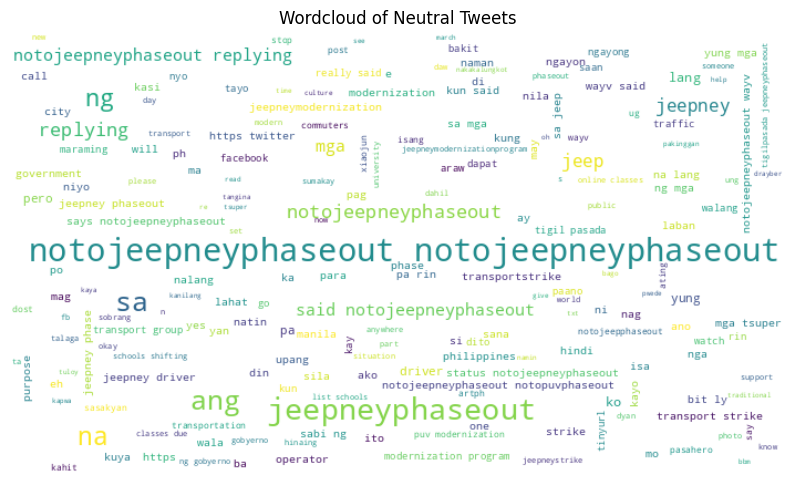 Wordcloud of Neutral Tweets
new
stop
post
see
march
bakit
ngayong
yung mga
notojeepneyphaseout replying
call
nyo
really said
e
naman
ngayon
saan
someone
tigilpasada jeepneyphaseout
kasi
tayo
di
nakakalungkot
phaseout
help
ng
day
time
culture
dae
modernization
kun said
wayv said
lang
notojeepneyphaseout wayv
city
jeepneymodernization
nila
ug
jeepney
replying
transport
modern
commuters
sa mga
kung
oh
wayv
traffic
sa jeep
https twitter
isang
pakinggan
maraming
will
ph
facebook
mga
xiaojun
jeepneymodernizationprogram
may
jeep
na lang
drayber
government
please
read
ma
university
araw
dapat
s
online classes
ung
ng mga
niyo
sumakay
pero
jeepney phaseout
ra
tsuper
tangina
pag
dahil
public
walang
says notojeepneyphaseout
set
how
notojeepneyphaseout
ay
tigil pasada
laban
notojeepneyphaseout notojeepneyphaseout
po
nalang
ka
para
phase
pa rin
transportstrike
hago
ating
mag
kaya
kanilang
lahat
go
give
world
paano
pwede
yung
sa
dost
fb
sobrang
n
natin
said notojeepneyphaseout
ni
nag
txt
notojeepphaseout
mga tsuper
talaga
transport group
yes
yan
pa
manila
anywhere
part
kay
si
dito
sana
ano
watch
rin
jeepney phase
okay
ta
tuloy
schools shifting
upang
situation
philippines
hindi
nga
purpose
eh
jeepney driver
din
sila
ako
driver
status notojeepneyphaseout
namin
isa
support
kapwa
sasakyan
ang
kun
list schools
notojeepneyphaseout notopuvphaseout
kayo
traditional
na
jeepneyphaseout
artph
ko
bit ly
transportation
one
tinyurl
dyan
transport strike
classes due
sabi ng
puv modernization
strike
photo
say
wala
gobyerno
hinaing
ito
know
kuya
https
ng gobyerno
ba
operator
modernization program
jeepneystrike
mo
pasahero
bbm
kahit